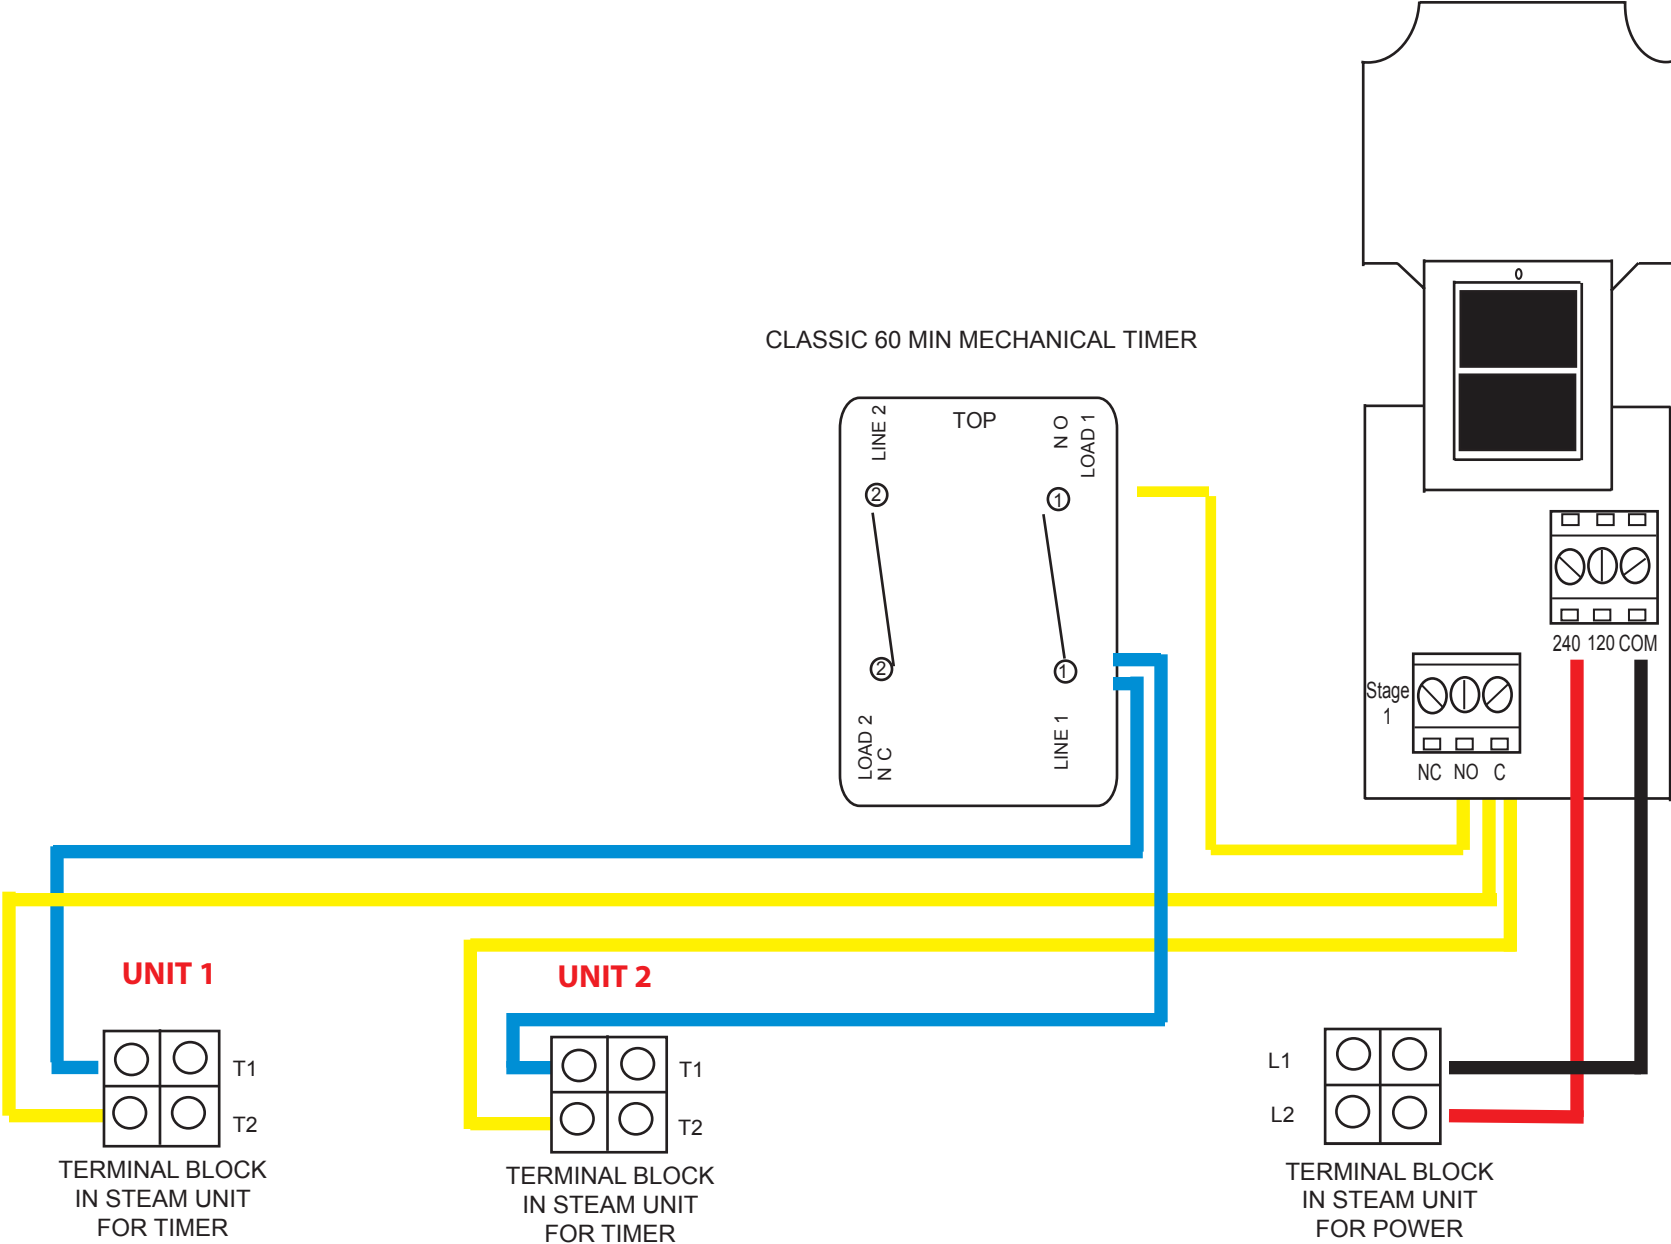 0
CLASSIC 60 MIN MECHANICAL TIMER
TOP
LINE 2
N O
LOAD 1
2
1
2
1
LOAD 2
N C
LINE 1
240 120 COM
Stage
1
NC NO C
UNIT 1
UNIT 2
T1
T2
TERMINAL BLOCK
IN STEAM UNIT
FOR TIMER
T1
T2
TERMINAL BLOCK
IN STEAM UNIT
FOR TIMER
L1
L2
TERMINAL BLOCK
IN STEAM UNIT
FOR POWER